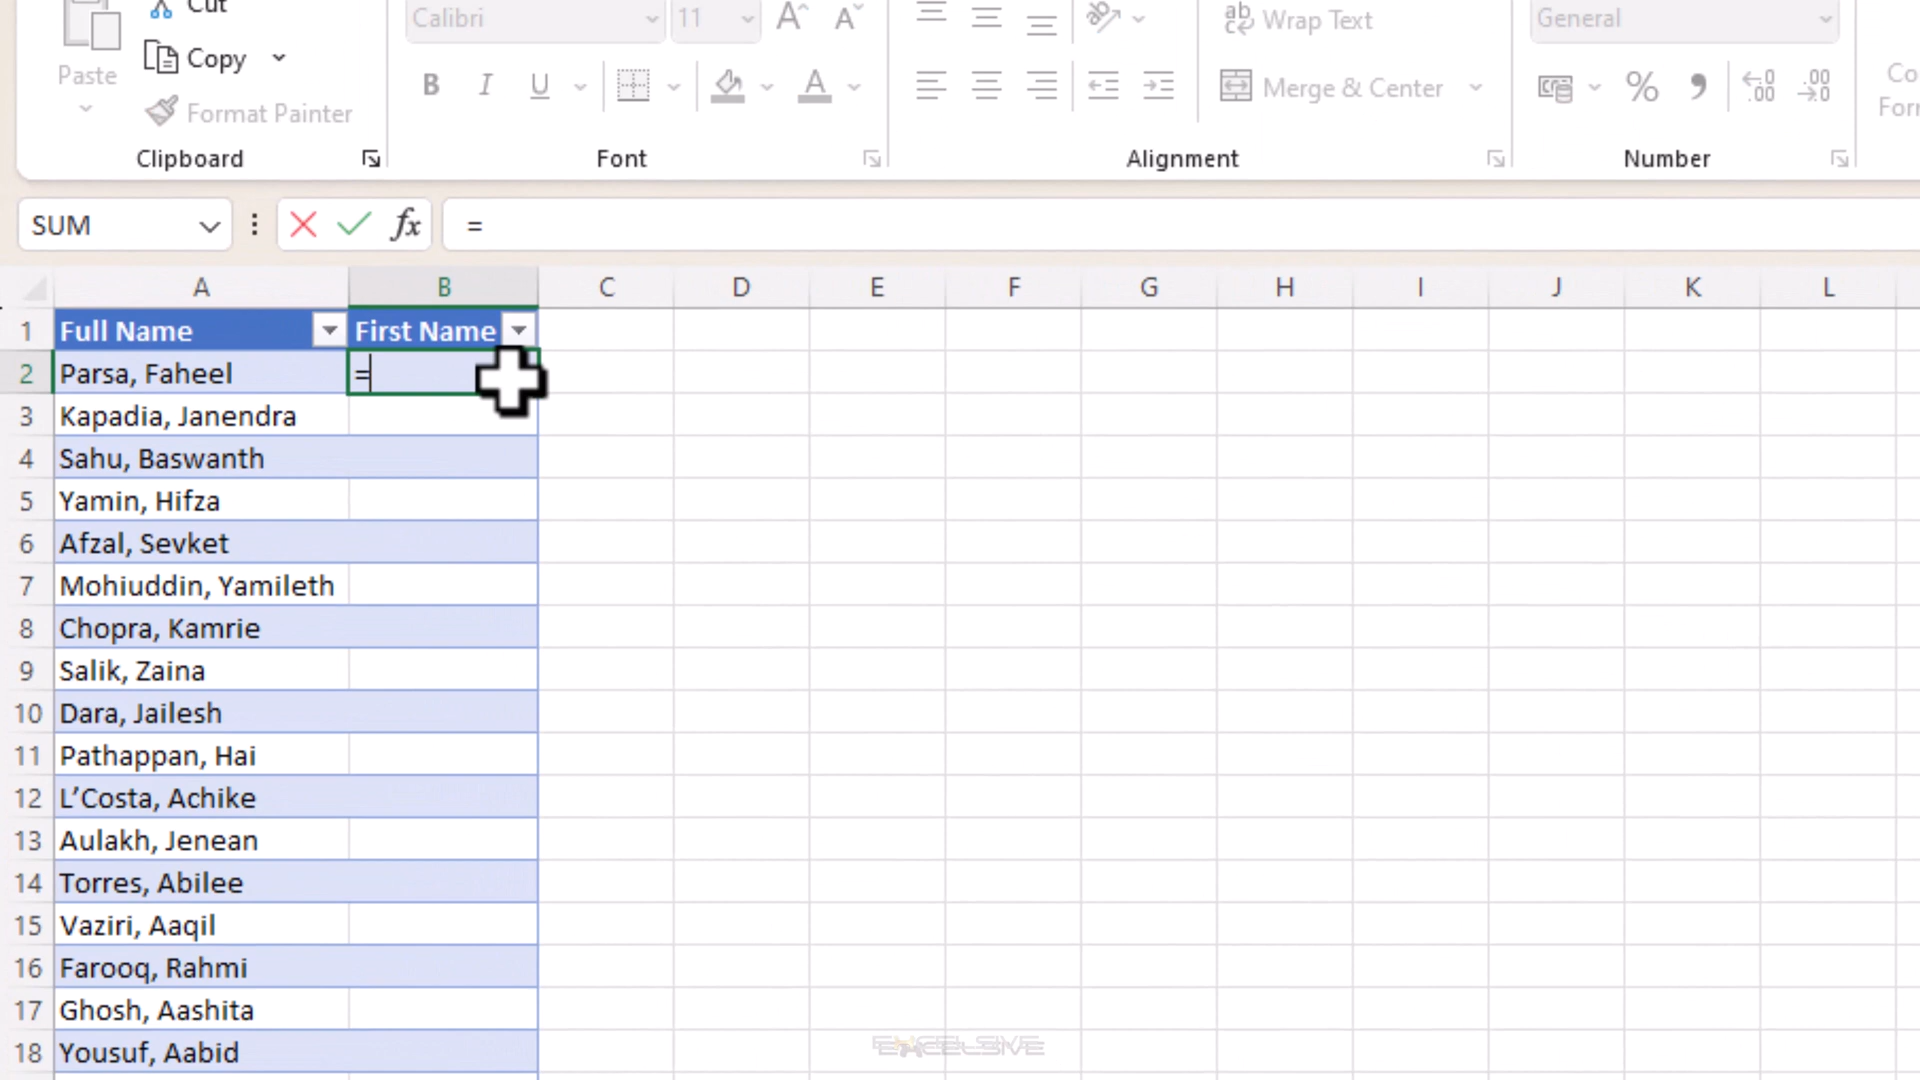 Cut
Copy
Paste
Format Painter
Clipboard
Calibri
11
A
A
B
I
U
A
Font
ab
Wrap Text
Merge & Center
Alignment
General
%
Number
SUM
fx
=
A B C D E F G H I J K L
1 Full Name First Name
2 Parsa, Faheel =
3 Kapadia, Janendra
4 Sahu, Baswanth
5 Yamin, Hifza
6 Afzal, Sevket
7 Mohiuddin, Yamileth
8 Chopra, Kamrie
9 Salik, Zaina
10 Dara, Jailesh
11 Pathappan, Hai
12 L’Costa, Achike
13 Aulakh, Jenean
14 Torres, Abilee
15 Vaziri, Aaqil
16 Farooq, Rahmi
17 Ghosh, Aashita
18 Yousuf, Aabid
EXCELSIVE